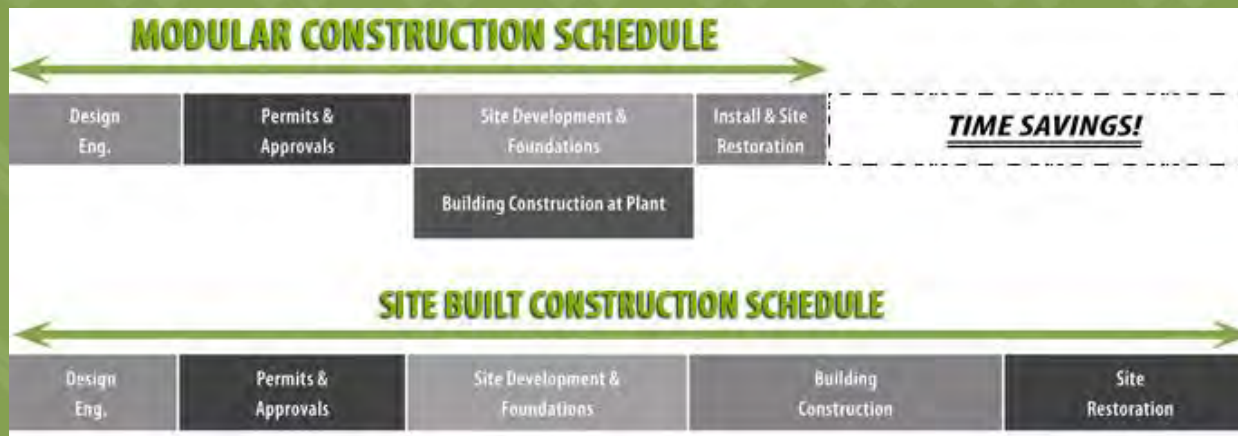 MODULAR CONSTRUCTION SCHEDULE
Design
Eng.
Permits &
Approvals
Site Development &
Foundations
Install & Site
Restoration
TIME SAVINGS!
Building Construction at Plant
SITE BUILT CONSTRUCTION SCHEDULE
Design
Eng.
Permits &
Approvals
Site Development &
Foundations
Building
Construction
Site
Restoration